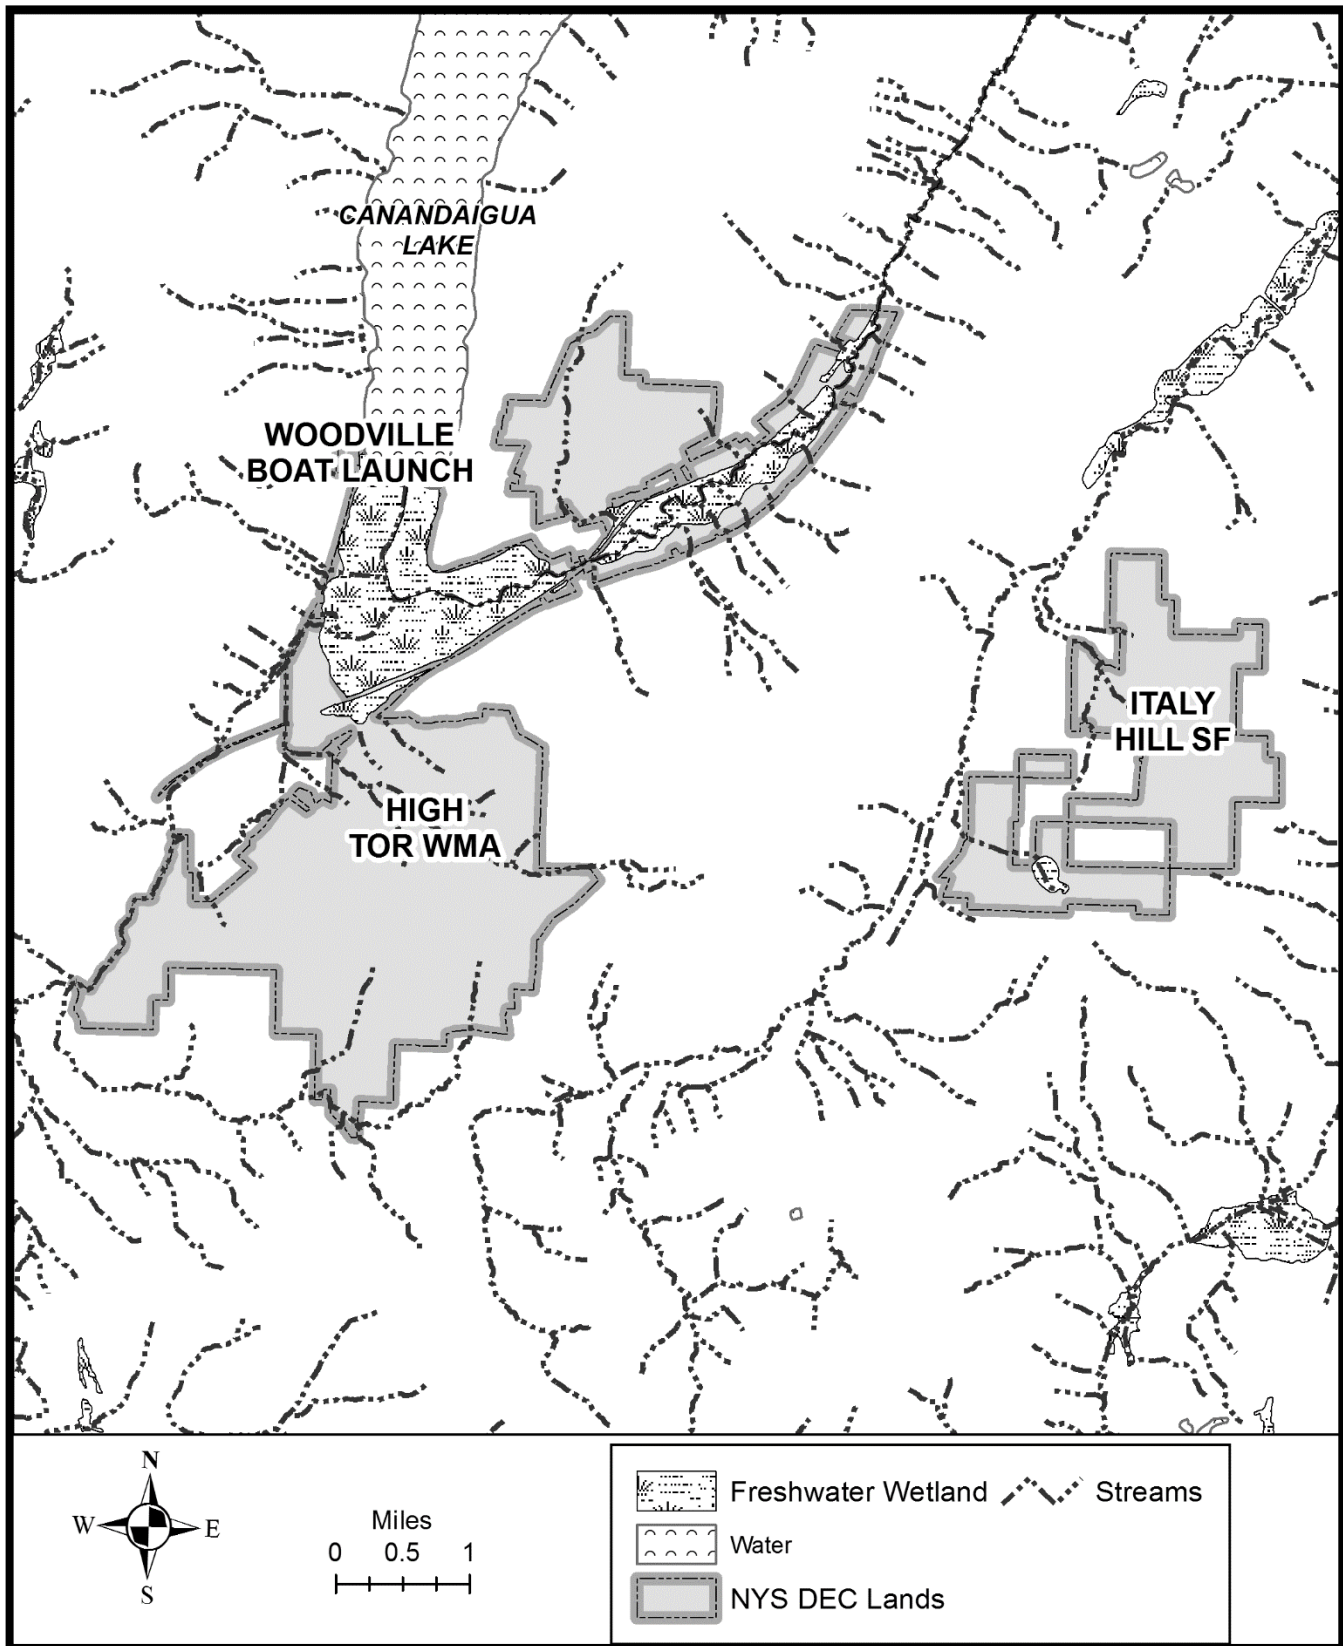 CANANDAIGUA
LAKE
WOODVILLE
BOAT LAUNCH
ITALY
HILL SF
HIGH
TOR WMA
N
W E
S
Miles
0 0.5 1
Freshwater Wetland Streams
Water
NYS DEC Lands